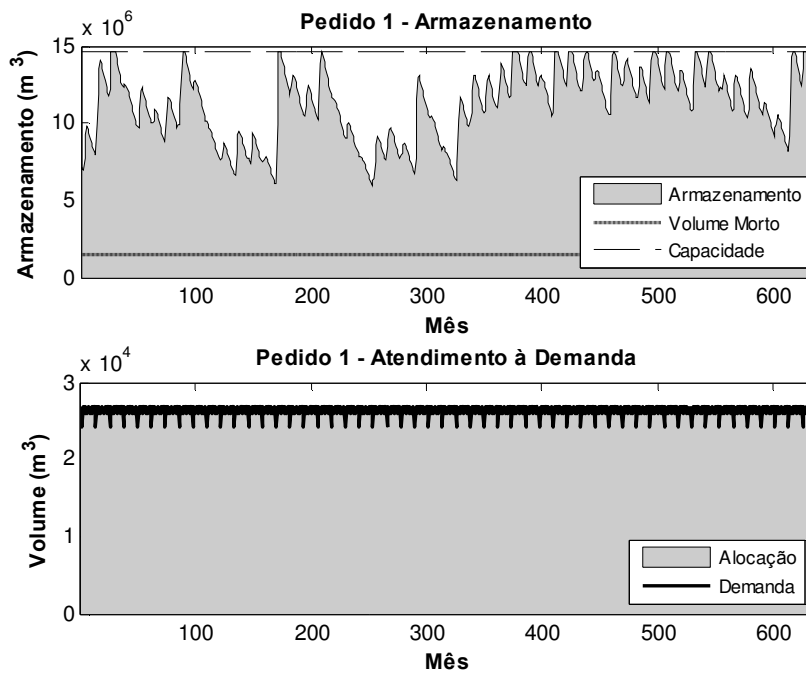 Pedido 1 - Armazenamento
x 10^6
15
10
5
0
Armazenamento (m^3)
Armazenamento
Volume Morto
Capacidade
100 200 300 400 500 600
Mês
Pedido 1 - Atendimento à Demanda
x 10^4
3
2
1
0
Volume (m^3)
Alocação
Demanda
100 200 300 400 500 600
Mês